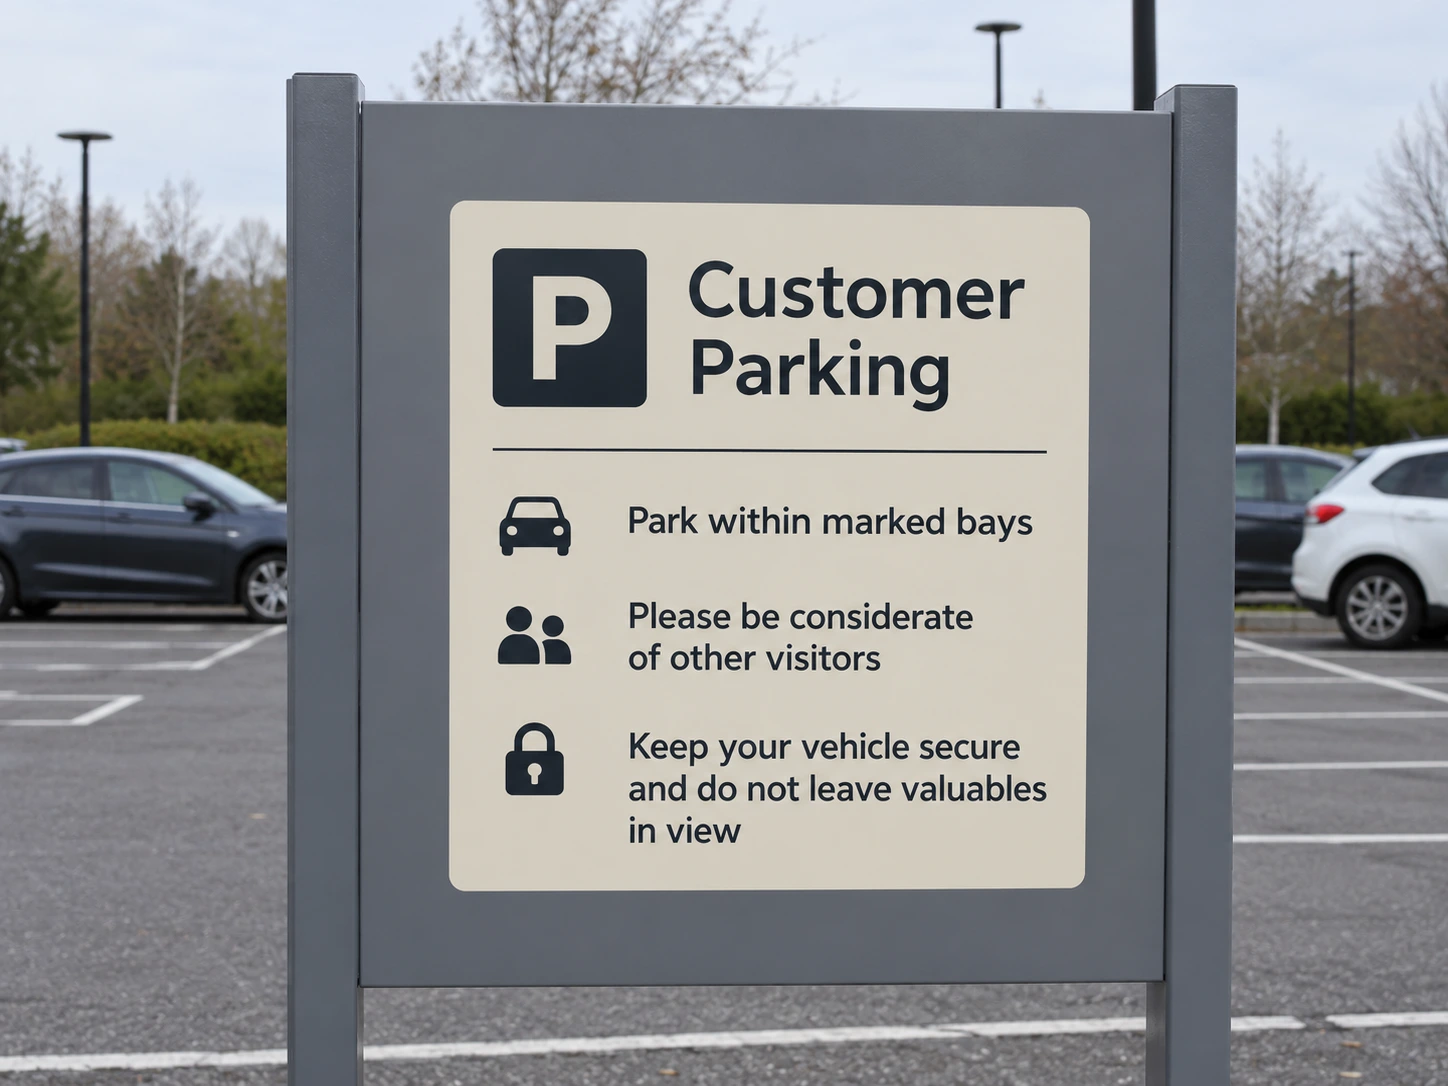 P
Customer
Parking
Park within marked bays
Please be considerate
of other visitors
Keep your vehicle secure
and do not leave valuables
in view